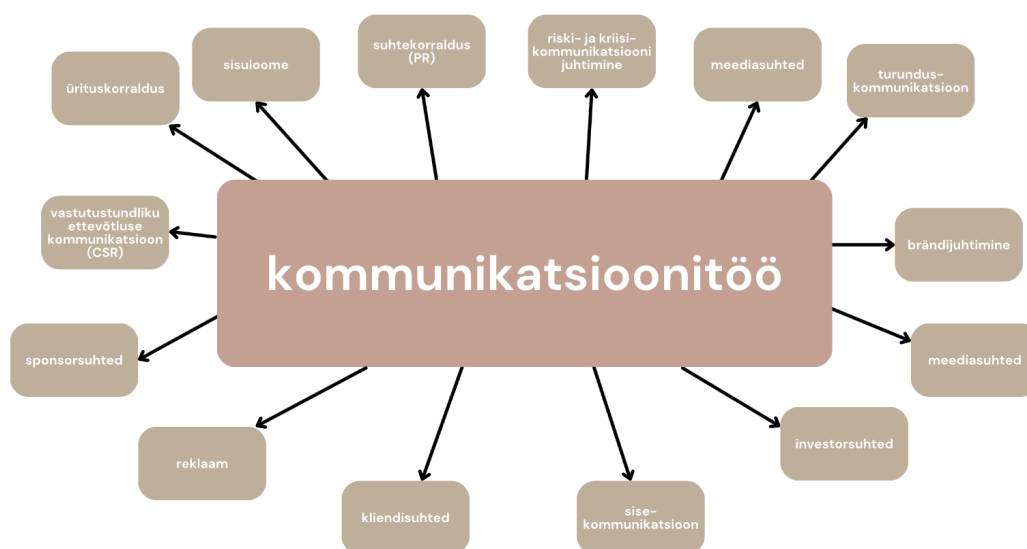 ürituskorraldus
sisuloome
suhtekorraldus
(PR)
riski- ja kriisi-
kommunikatsiooni
juhtimine
meediasuhted
turundus-
kommunikatsioon
vastutustundliku
ettevõtluse
kommunikatsioon
(CSR)
kommunikatsioonitöö
brändijuhtimine
sponsorsuhted
meediasuhted
reklaam
investorsuhted
kliendisuhted
sise-
kommunikatsioon